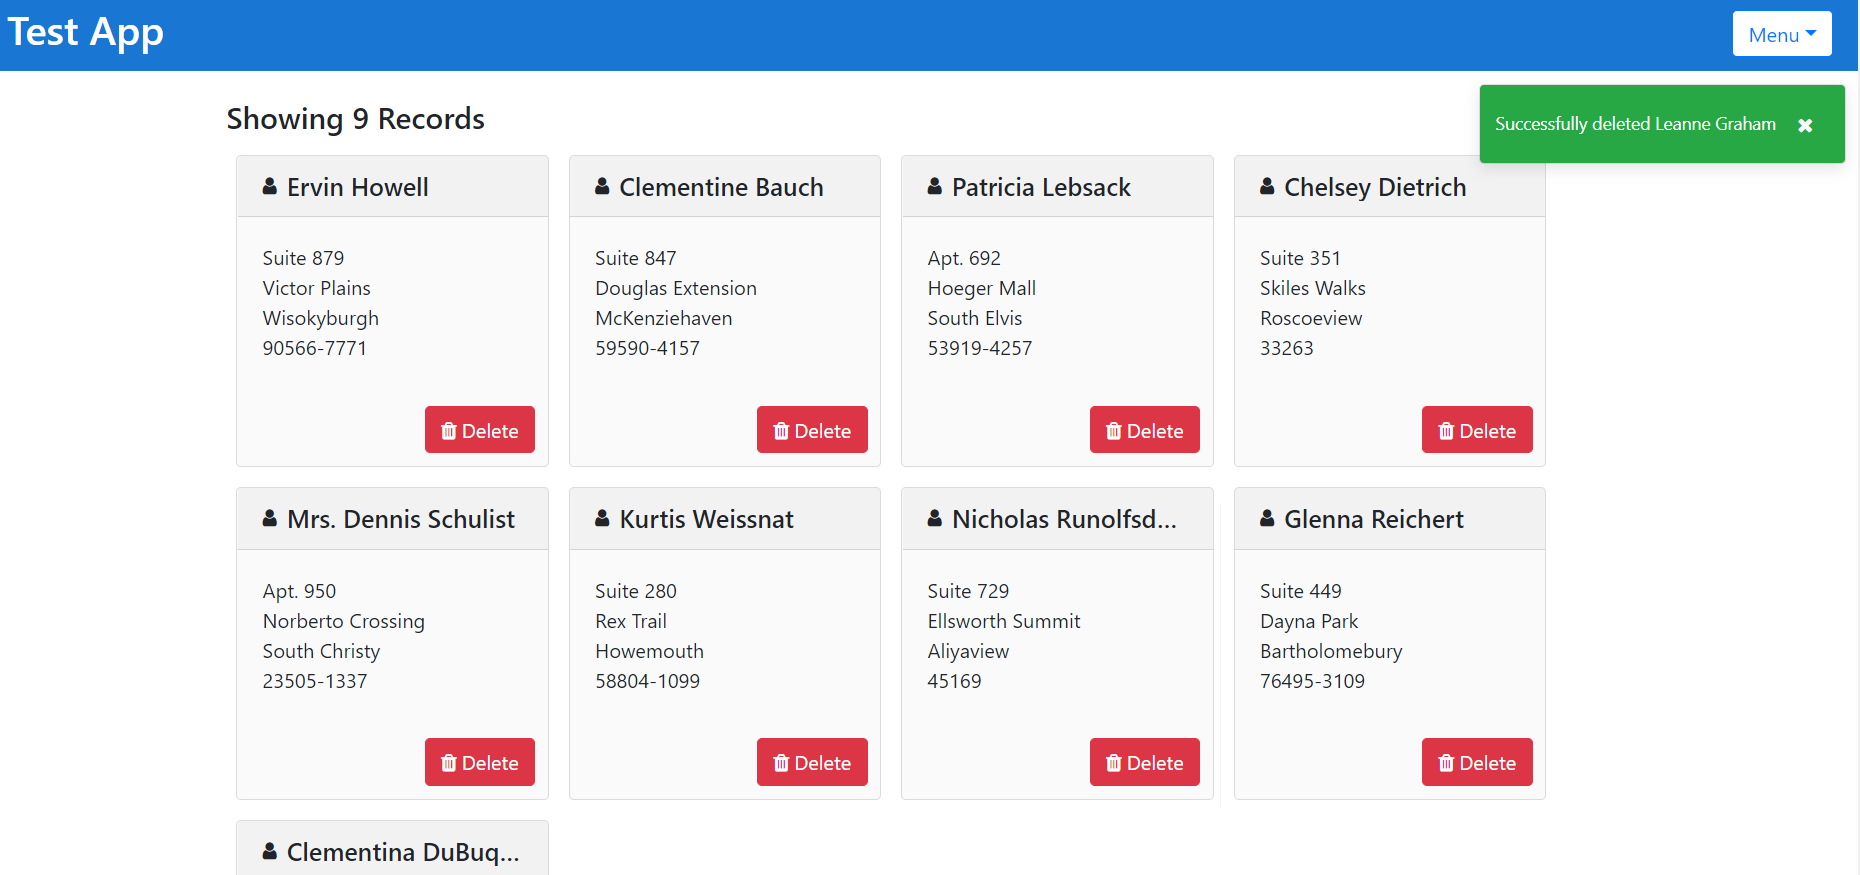 Test App
Menu
Successfully deleted Leanne Graham
Showing 9 Records
Ervin Howell
Suite 879
Victor Plains
Wisokyburgh
90566-7771
Delete
Clementine Bauch
Suite 847
Douglas Extension
McKenziehaven
59590-4157
Delete
Patricia Lebsack
Apt. 692
Hoeger Mall
South Elvis
53919-4257
Delete
Chelsey Dietrich
Suite 351
Skiles Walks
Roscoeview
33263
Delete
Mrs. Dennis Schulist
Apt. 950
Norberto Crossing
South Christy
23505-1337
Delete
Kurtis Weissnat
Suite 280
Rex Trail
Howemouth
58804-1099
Delete
Nicholas Runolfsd...
Suite 729
Ellsworth Summit
Aliyaview
45169
Delete
Glenna Reichert
Suite 449
Dayna Park
Bartholomebury
76495-3109
Delete
Clementina DuBuq...